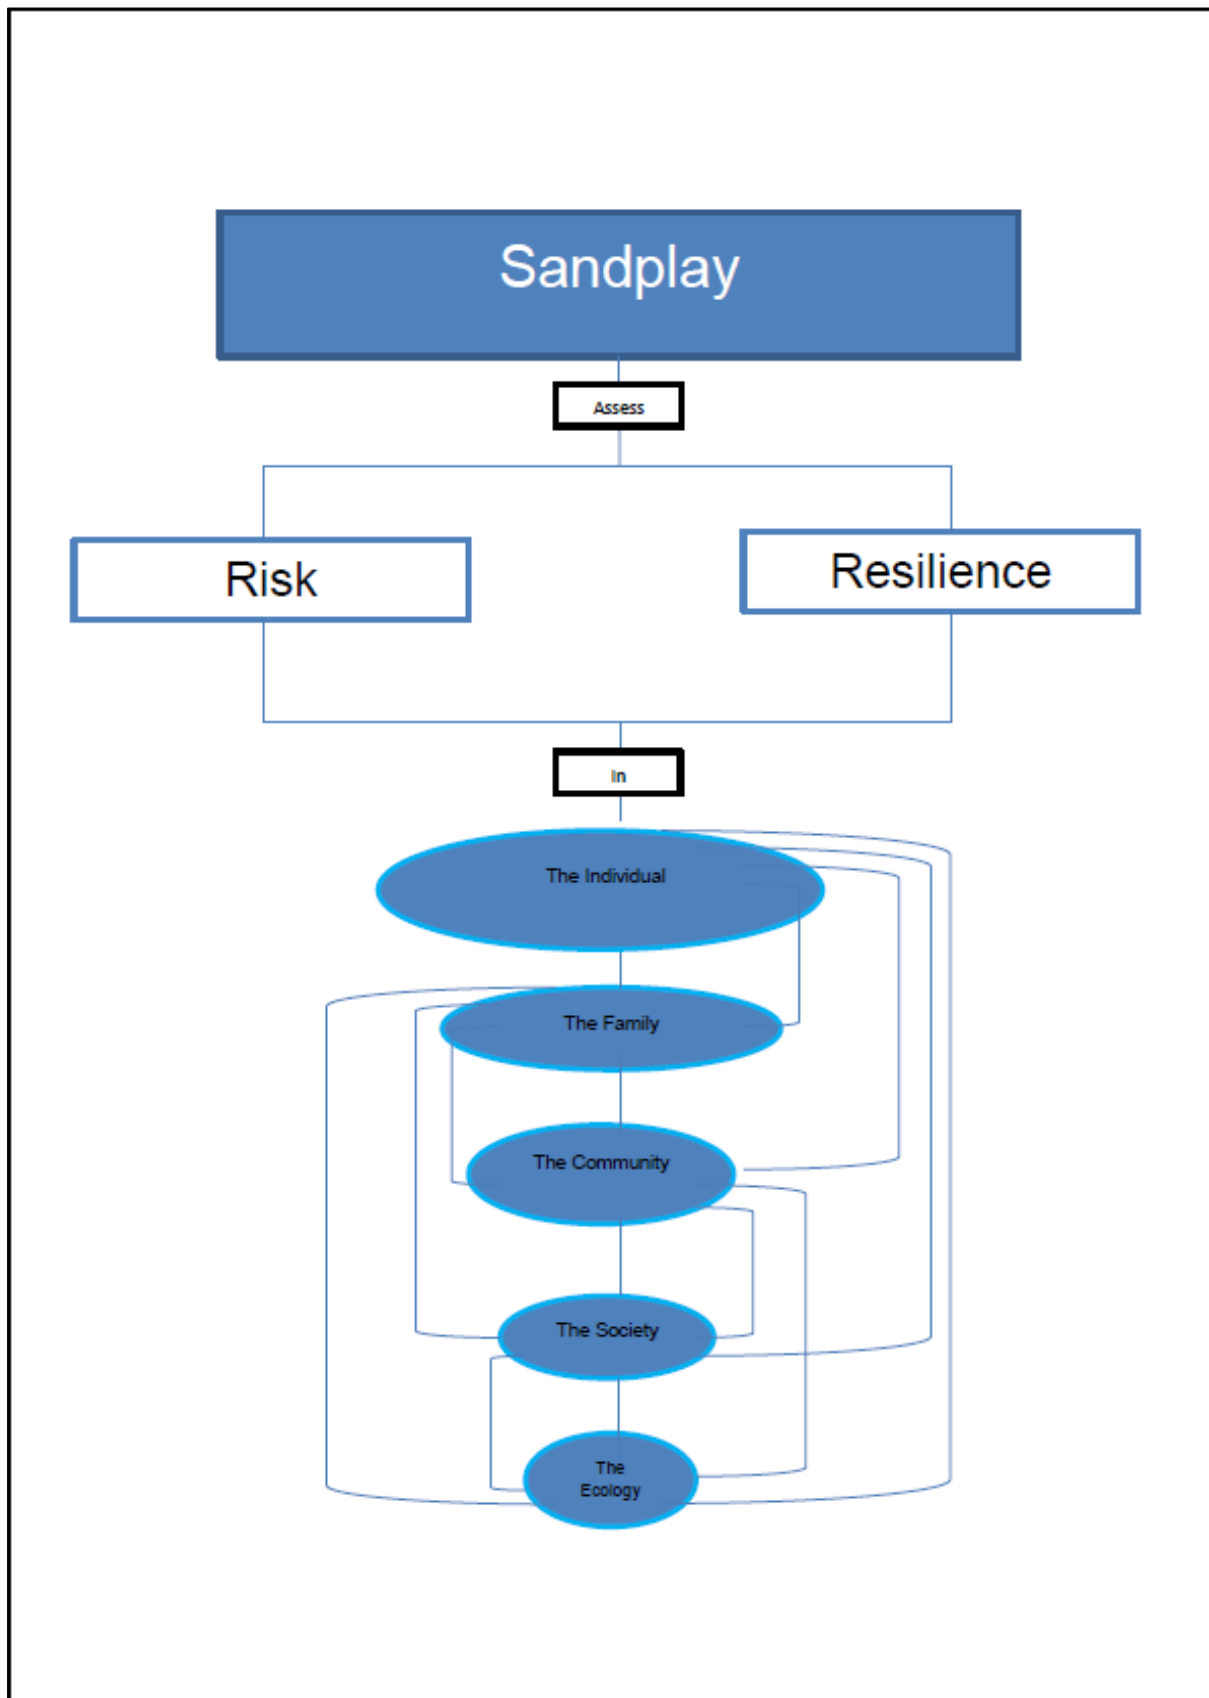 Sandplay
Assess
Risk
Resilience
In
The Individual
The Family
The Community
The Society
The
Ecology